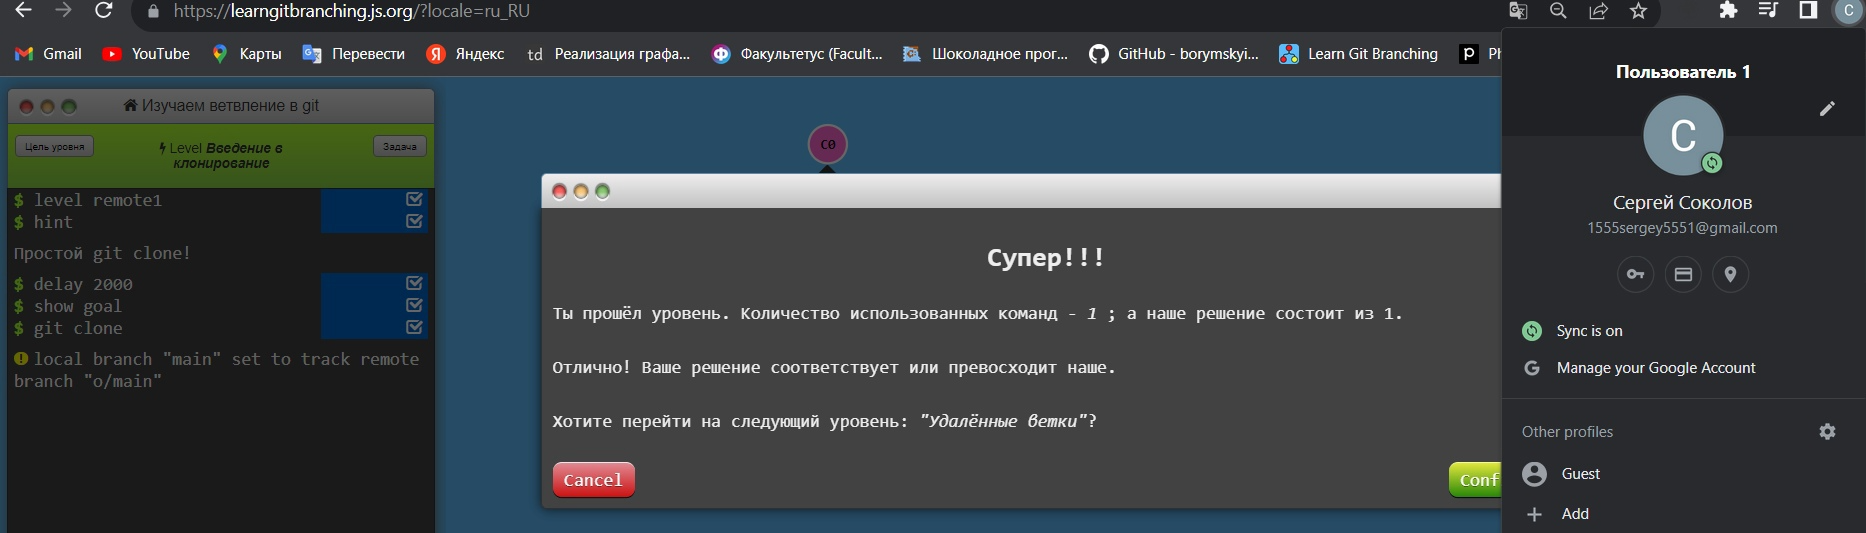 https://learngitbranching.js.org/?locale=ru_RU
C
Gmail
YouTube
Карты
Перевести
Яндекс
td Реализация графа...
Факультетус (Facult...
Шоколадное прог...
GitHub - borymskyi...
Learn Git Branching
p
Изучаем ветвление в git
Цель уровня
Level Введение в
клонирование
Задача
$ level remote1
$ hint
Простой git clone!
$ delay 2000
$ show goal
$ git clone
local branch "main" set to track remote
branch "o/main"
C0
Супер!!!
Ты прошёл уровень. Количество использованных команд - 1 ; а наше решение состоит из 1.
Отлично! Ваше решение соответствует или превосходит наше.
Хотите перейти на следующий уровень: "Удалённые ветки"?
Cancel
Conf
Пользователь 1
C
Сергей Соколов
1555sergey5551@gmail.com
Sync is on
G Manage your Google Account
Other profiles
Guest
Add